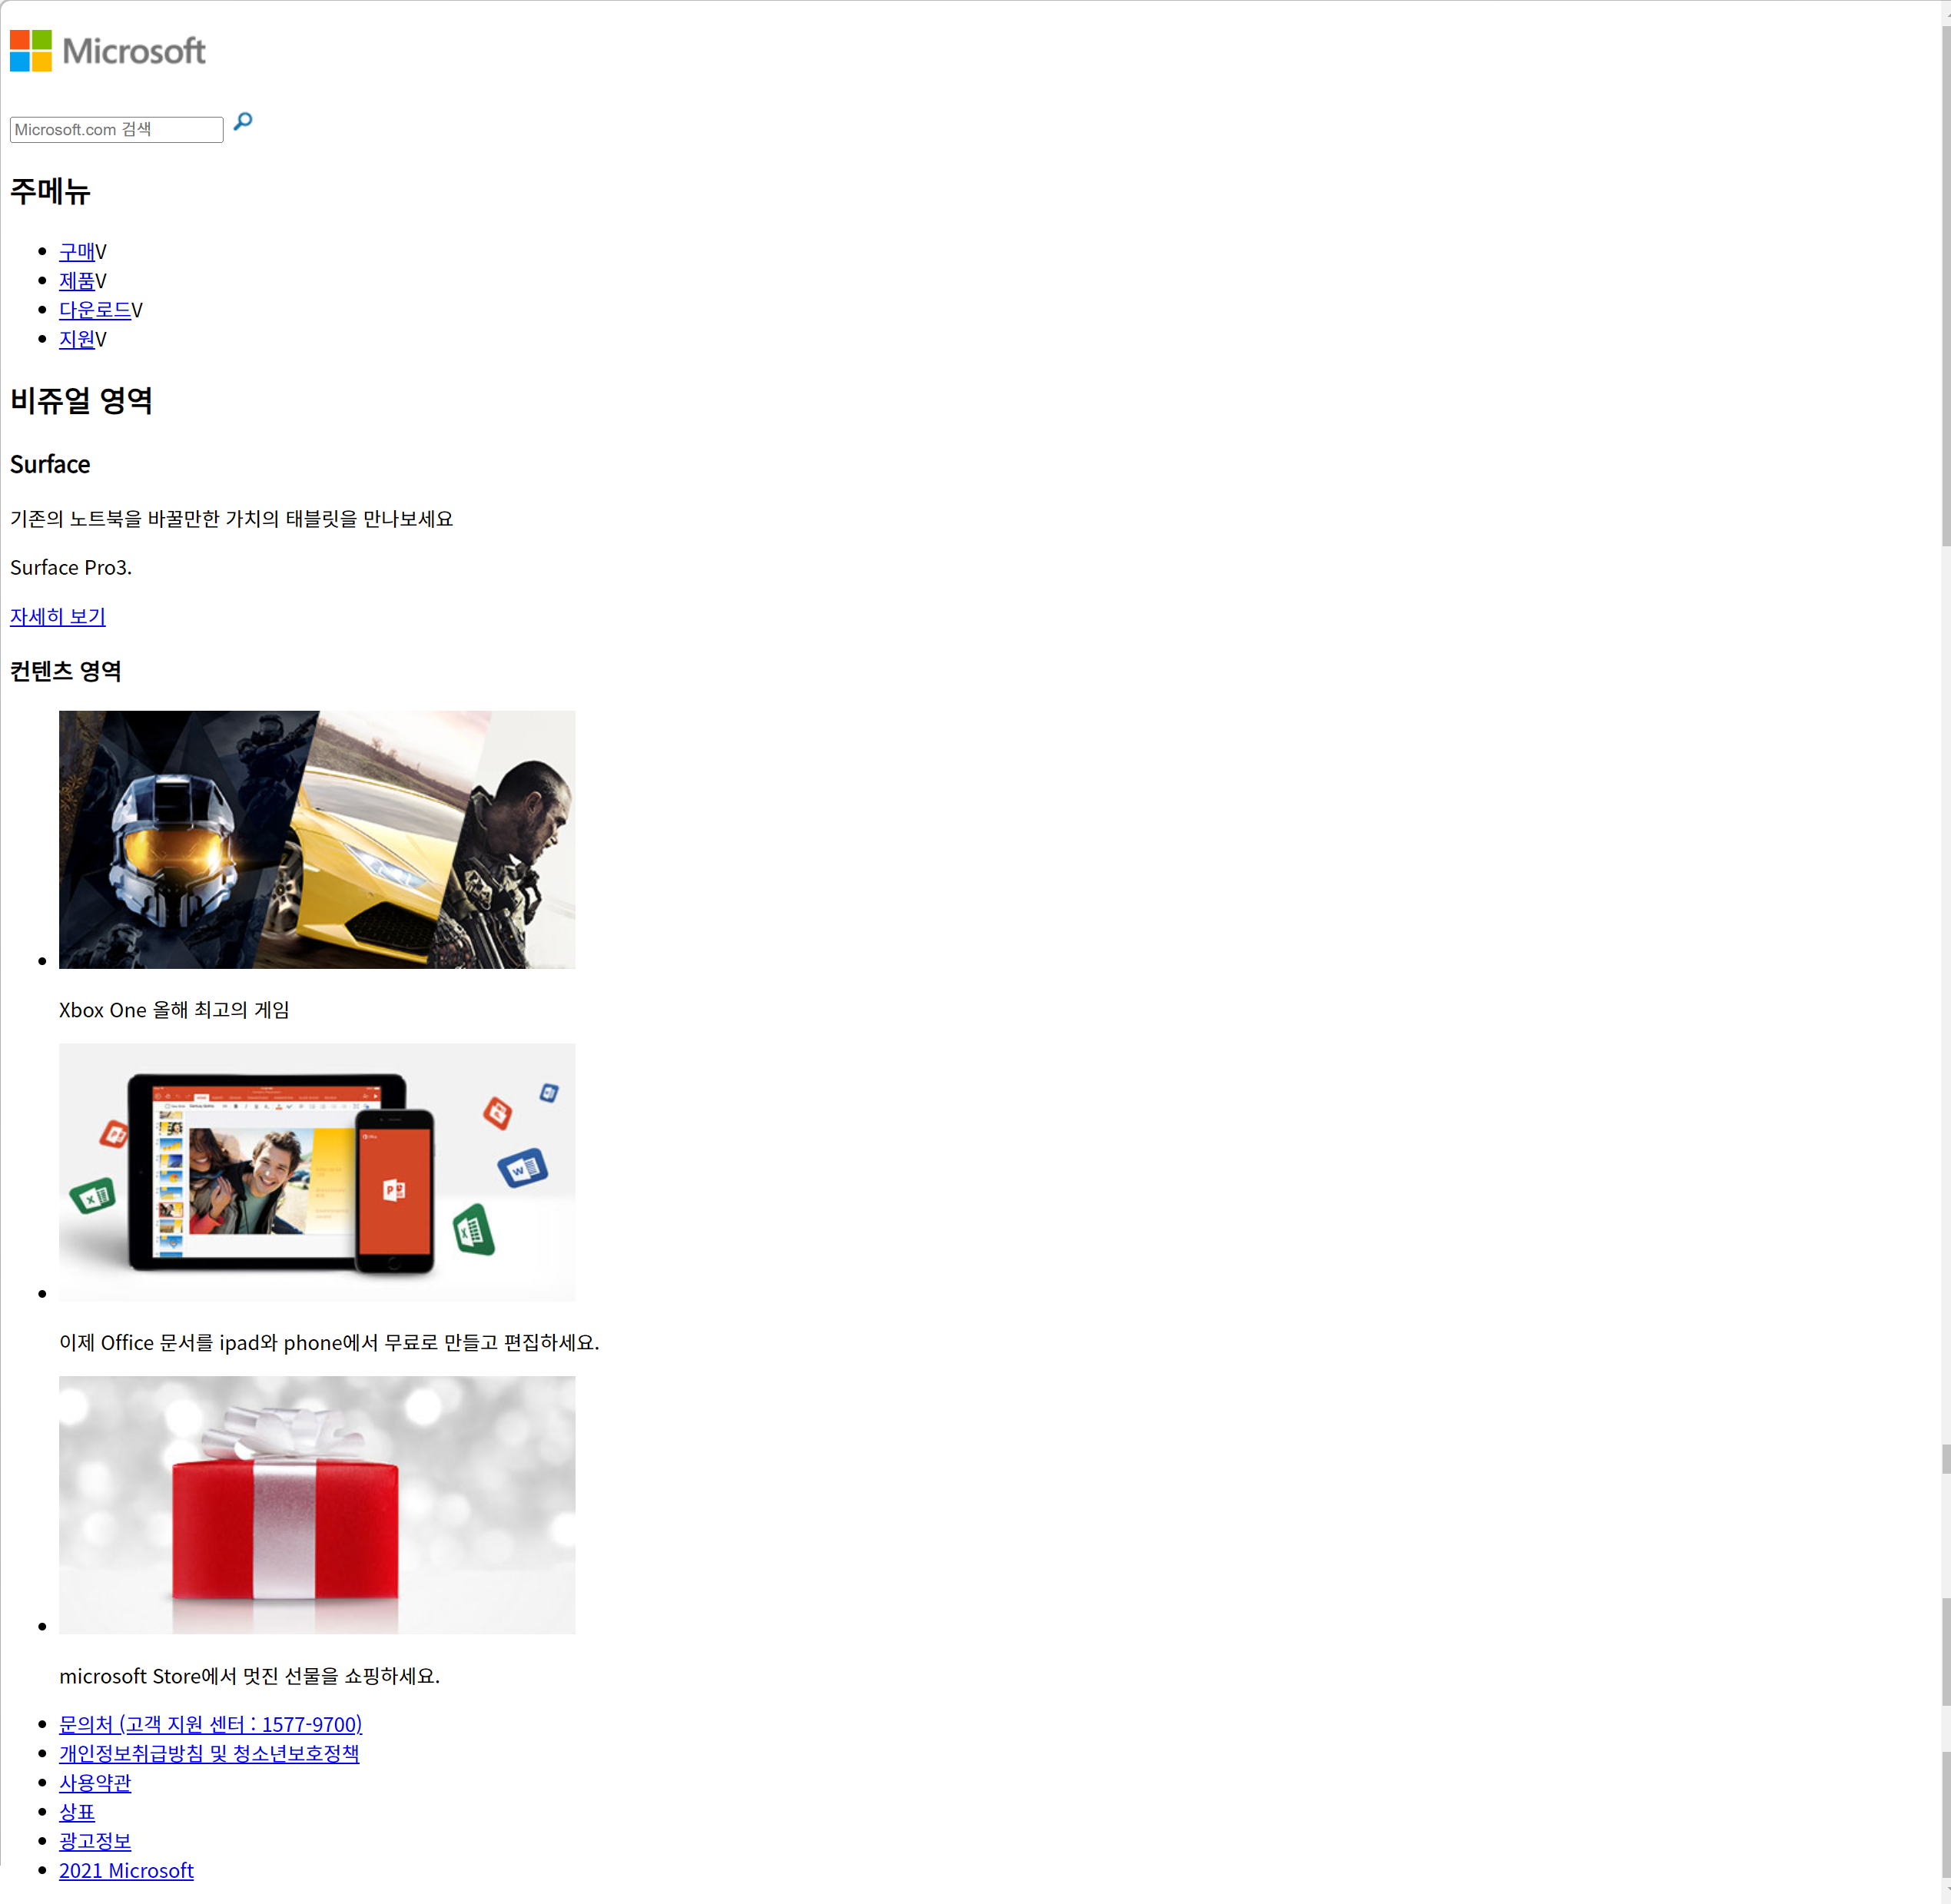 Microsoft
Microsoft.com 검색
주메뉴
구매V
제품V
다운로드V
지원V
비쥬얼 영역
Surface
기존의 노트북을 바꿀만한 가치의 태블릿을 만나보세요
Surface Pro3.
자세히 보기
컨텐츠 영역
Xbox One 올해 최고의 게임
이제 Office 문서를 ipad와 phone에서 무료로 만들고 편집하세요.
microsoft Store에서 멋진 선물을 쇼핑하세요.
문의처 (고객 지원 센터 : 1577-9700)
개인정보취급방침 및 청소년보호정책
사용약관
상표
광고정보
2021 Microsoft